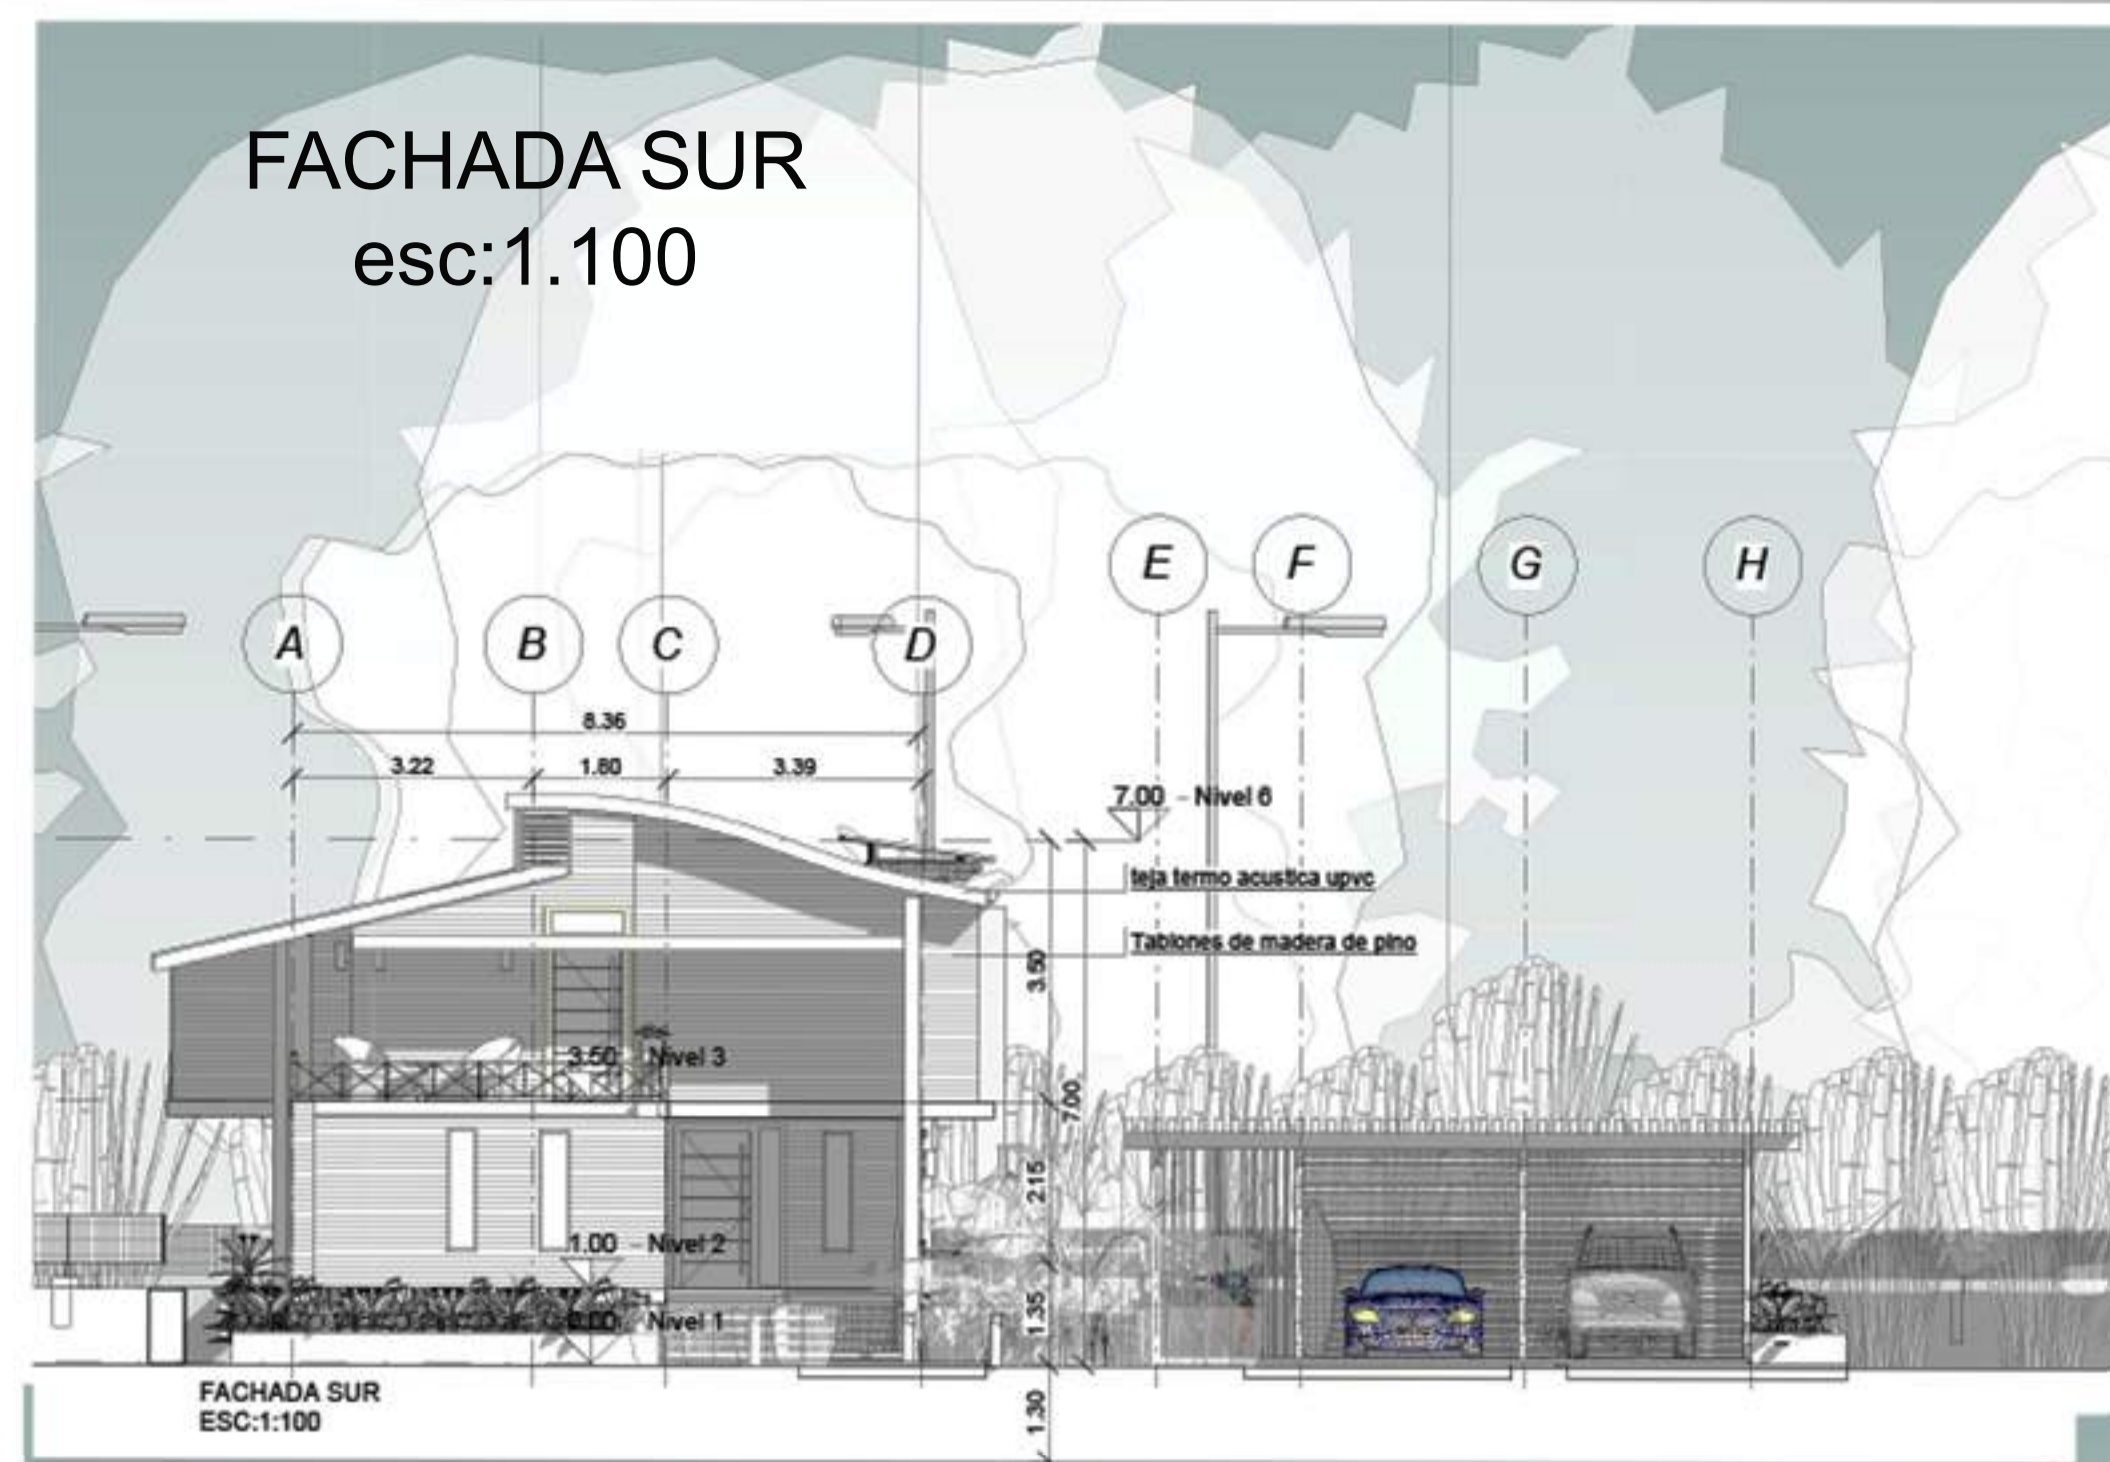 FACHADA SUR
esc:1.100
E
F
G
H
A
B
C
D
8.36
3.22
1.80
3.39
7.00 - Nivel 6
teja termo acustica upvc
Tablones de madera de pino
3.50
3.50 - Nivel 3
7.00
2.15
1.00 - Nivel 2
0.00 - Nivel 1
1.35
FACHADA SUR
ESC:1:100
1.30